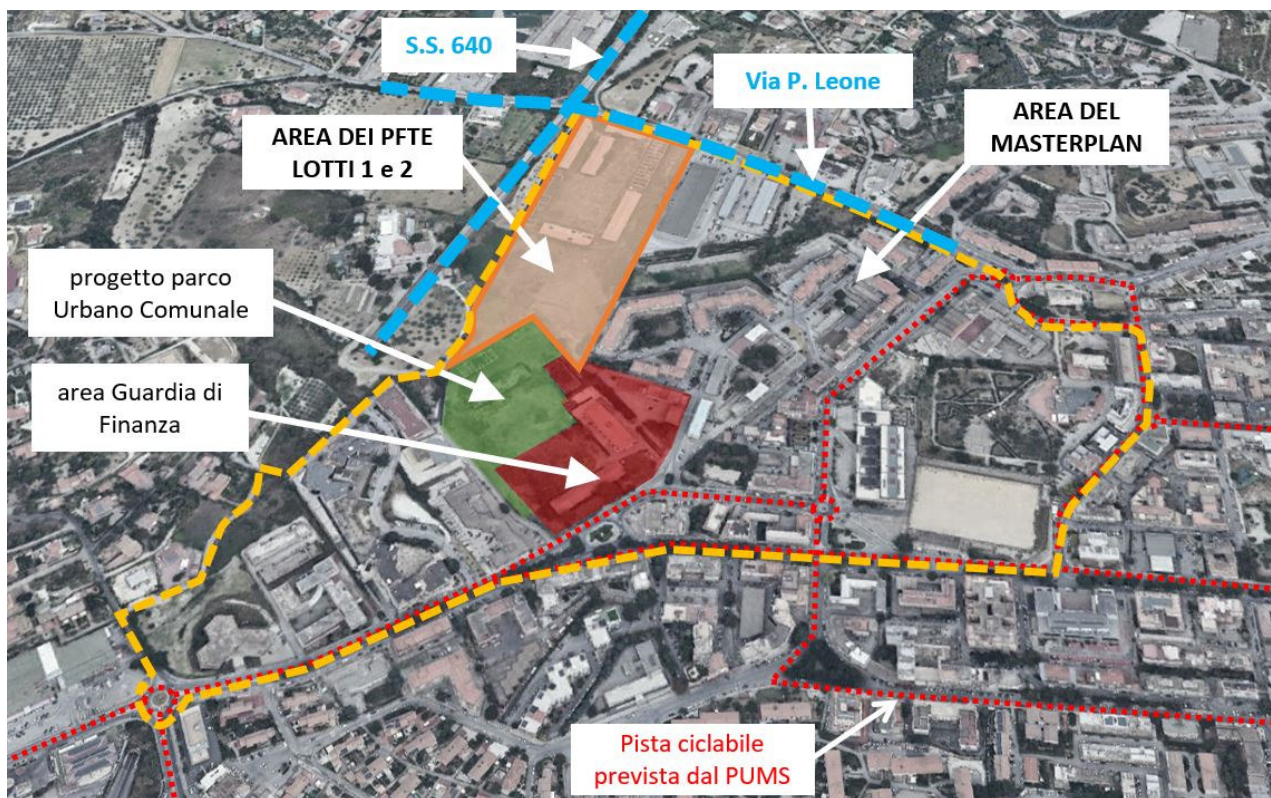 S.S. 640
Via P. Leone
AREA DEL
MASTERPLAN
AREA DEI PFTE
LOTTI 1 e 2
progetto parco
Urbano Comunale
area Guardia di
Finanza
Pista ciclabile
prevista dal PUMS